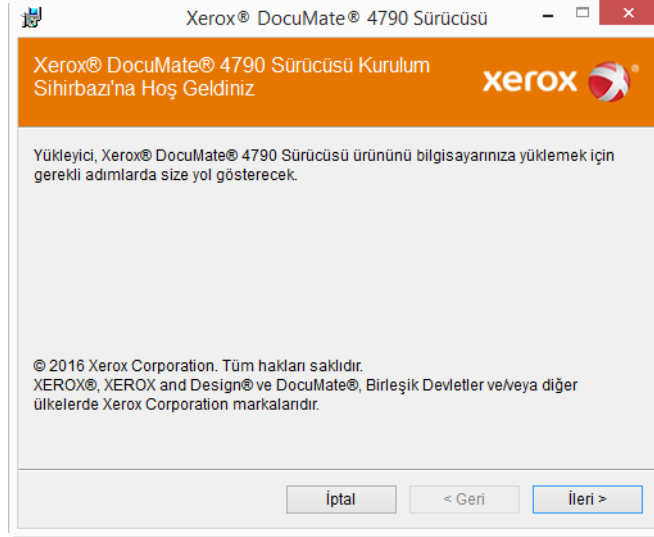 Xerox® DocuMate® 4790 Sürücüsü
Xerox® DocuMate® 4790 Sürücüsü Kurulum
Sihirbazı'na Hoş Geldiniz
xerox
Yükleyici, Xerox® DocuMate® 4790 Sürücüsü ürününü bilgisayarınıza yüklemek için
gerekli adımlarda size yol gösterecek.
© 2016 Xerox Corporation. Tüm hakları saklıdır.
XEROX®, XEROX and Design® ve DocuMate®, Birleşik Devletler ve/veya diğer
ülkelerde Xerox Corporation markalarıdır.
İptal
< Geri
İleri >